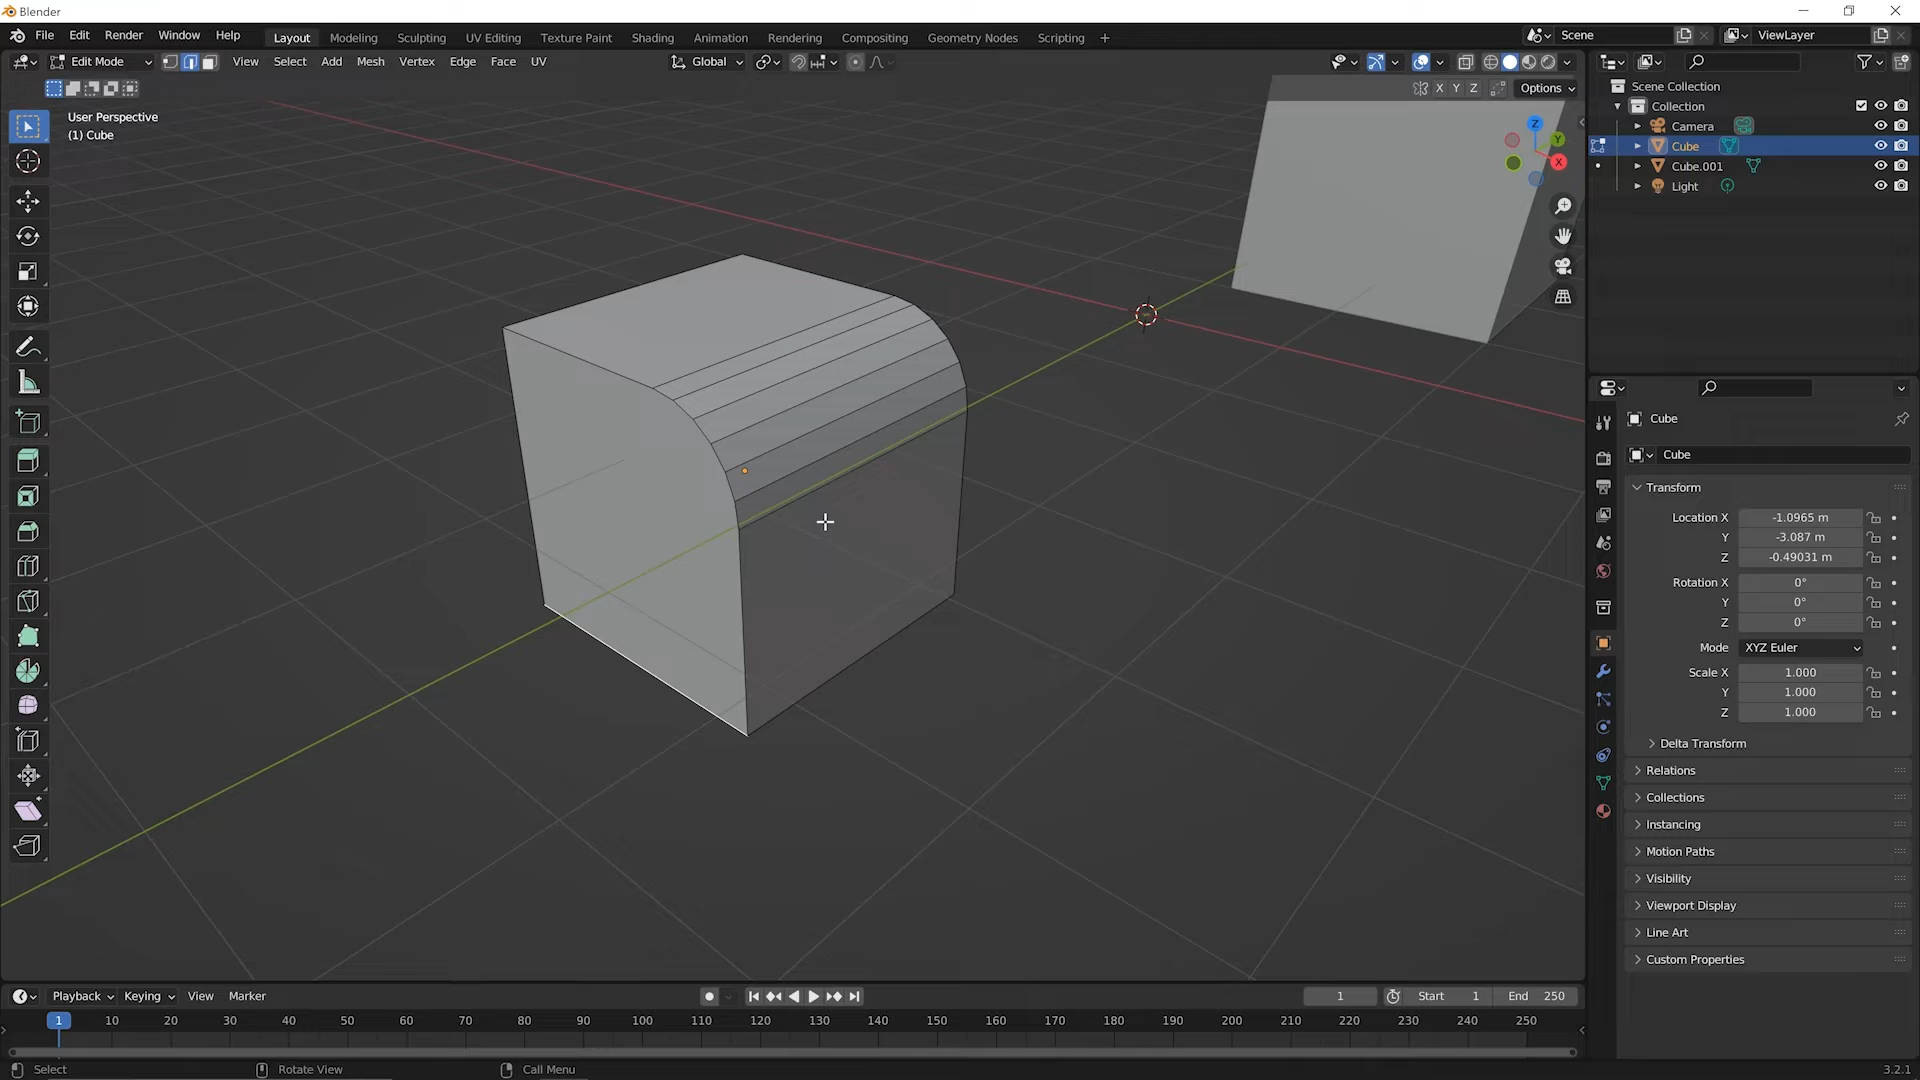 Blender
File Edit Render Window Help Layout Modeling Sculpting UV Editing Texture Paint Shading Animation Rendering Compositing Geometry Nodes Scripting + Scene ViewLayer
Edit Mode View Select Add Mesh Vertex Edge Face UV Global
X Y Z Options
User Perspective
(1) Cube
Z
Y
X
Scene Collection
Collection
Camera
Cube
Cube.001
Light
Cube
Cube
Transform
Location X -1.0965 m
Y -3.087 m
Z -0.49031 m
Rotation X 0°
Y 0°
Z 0°
Mode XYZ Euler
Scale X 1.000
Y 1.000
Z 1.000
Delta Transform
Relations
Collections
Instancing
Motion Paths
Visibility
Viewport Display
Line Art
Custom Properties
Playback Keying View Marker 1 Start 1 End 250
1 10 20 30 40 50 60 70 80 90 100 110 120 130 140 150 160 170 180 190 200 210 220 230 240 250
Select Rotate View Call Menu 3.2.1